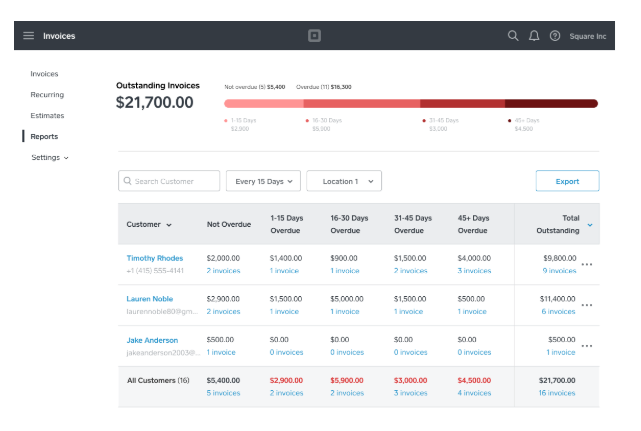 Invoices
Square Inc
Invoices
Recurring
Estimates
Reports
Settings
Outstanding Invoices
$21,700.00
Not overdue (5) $5,400 Overdue (11) $16,300
1-15 Days 16-30 Days 31-45 Days 45+ Days
$2,900 $5,900 $3,000 $4,500
Search Customer Every 15 Days Location 1 Export
Customer Not Overdue 1-15 Days Overdue 16-30 Days Overdue 31-45 Days Overdue 45+ Days Overdue Total Outstanding
Timothy Rhodes $2,000.00 $1,400.00 $900.00 $1,500.00 $4,000.00 $9,800.00
+1 (415) 555-4141 2 invoices 1 invoice 1 invoice 2 invoices 3 invoices 9 invoices
Lauren Noble $2,900.00 $1,500.00 $5,000.00 $1,500.00 $500.00 $11,400.00
laurennoble80@gm... 2 invoices 1 invoice 1 invoice 1 invoice 1 invoice 6 invoices
Jake Anderson $500.00 $0.00 $0.00 $0.00 $0.00 $500.00
jakeanderson2003@... 1 invoice 0 invoices 0 invoices 0 invoices 0 invoices 1 invoice
All Customers (16) $5,400.00 $2,900.00 $5,900.00 $3,000.00 $4,500.00 $21,700.00
5 invoices 2 invoices 2 invoices 3 invoices 4 invoices 16 invoices